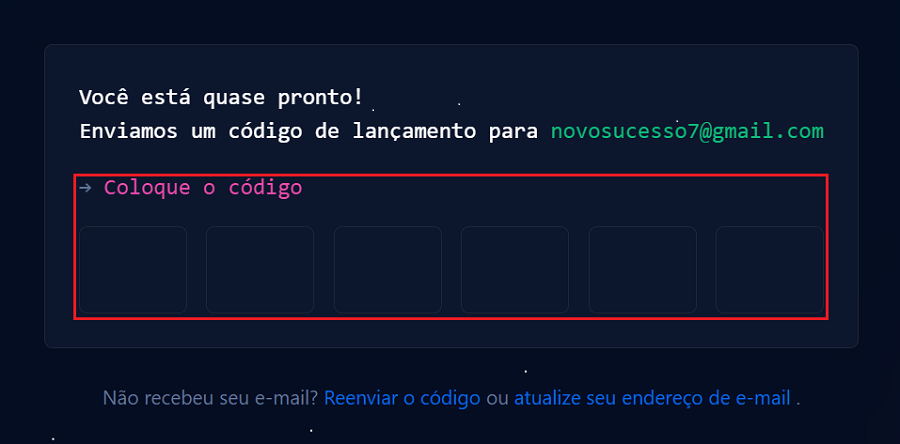 Você está quase pronto!
Enviamos um código de lançamento para novosucesso7@gmail.com
→ Coloque o código
Não recebeu seu e-mail? Reenviar o código ou atualize seu endereço de e-mail .